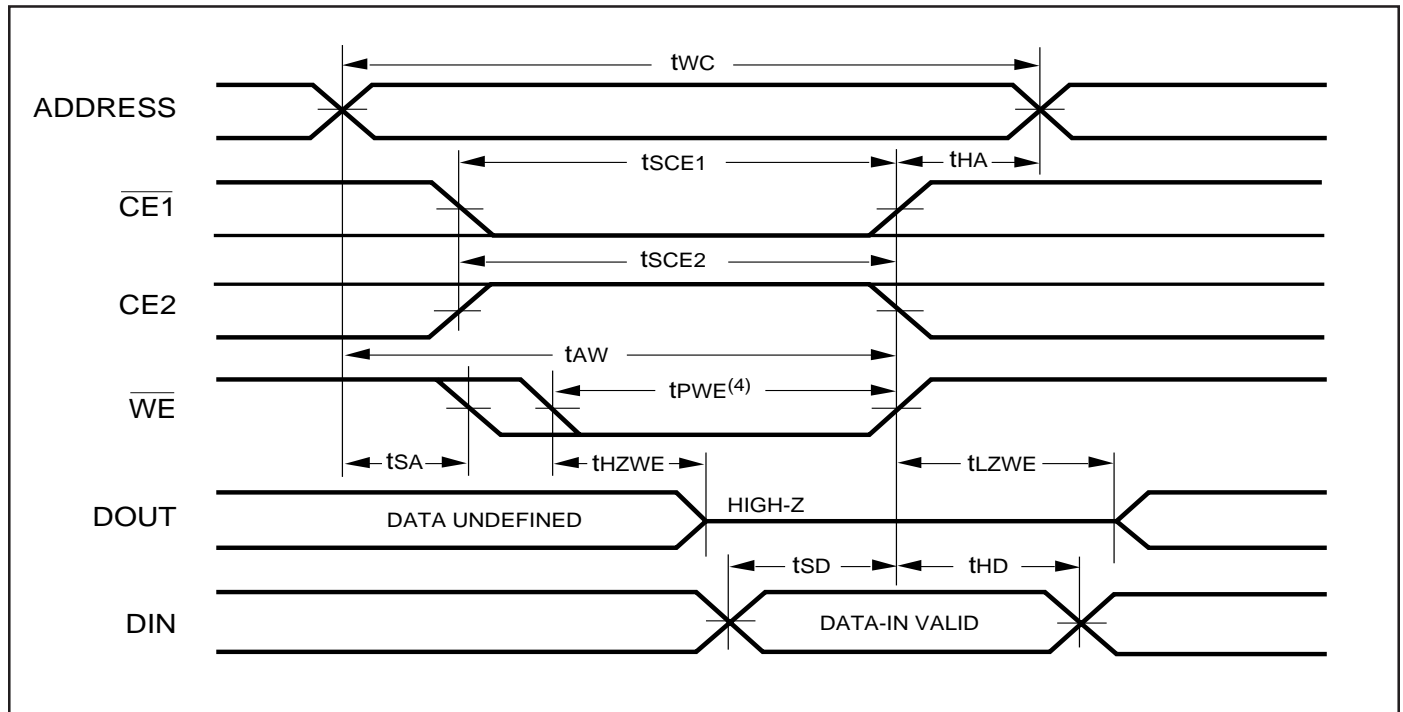 tWC
ADDRESS
tSCE1
tHA
CE1
tSCE2
CE2
tAW
tPWE(4)
WE
tSA
tHZWE
tLZWE
DOUT
DATA UNDEFINED
HIGH-Z
tSD
tHD
DIN
DATA-IN VALID